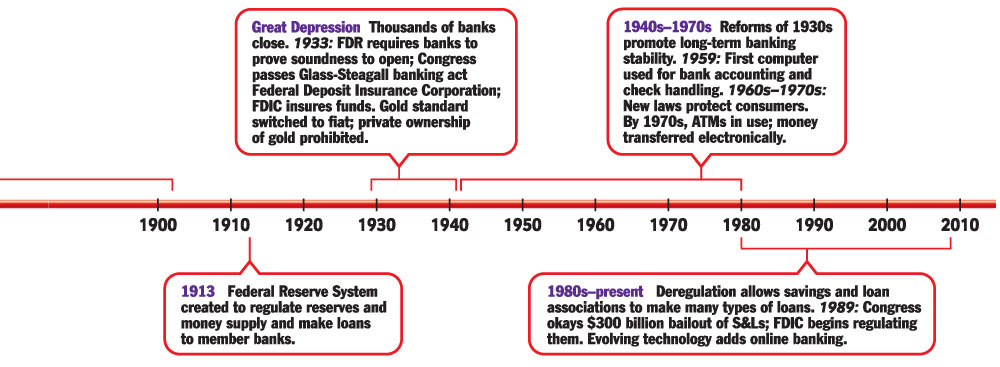 Great Depression Thousands of banks
close. 1933: FDR requires banks to
prove soundness to open; Congress
passes Glass-Steagall banking act
Federal Deposit Insurance Corporation;
FDIC insures funds. Gold standard
switched to fiat; private ownership
of gold prohibited.
1940s–1970s Reforms of 1930s
promote long-term banking
stability. 1959: First computer
used for bank accounting and
check handling. 1960s–1970s:
New laws protect consumers.
By 1970s, ATMs in use; money
transferred electronically.
1900 1910 1920 1930 1940 1950 1960 1970 1980 1990 2000 2010
1913 Federal Reserve System
created to regulate reserves and
money supply and make loans
to member banks.
1980s–present Deregulation allows savings and loan
associations to make many types of loans. 1989: Congress
okays $300 billion bailout of S&Ls; FDIC begins regulating
them. Evolving technology adds online banking.